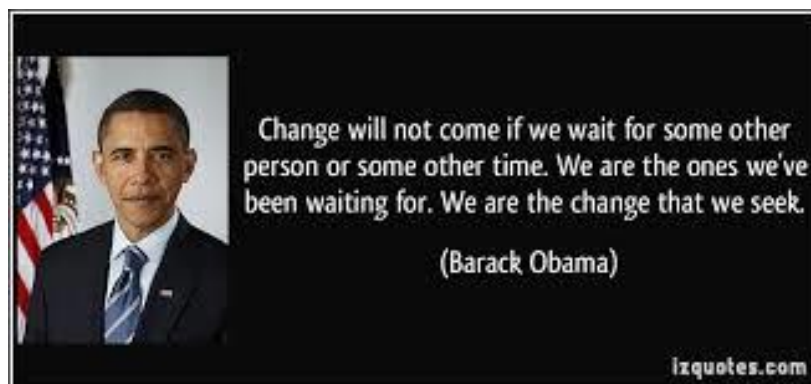 Change will not come if we wait for some other
person or some other time. We are the ones we've
been waiting for. We are the change that we seek.
(Barack Obama)
izquotes.com